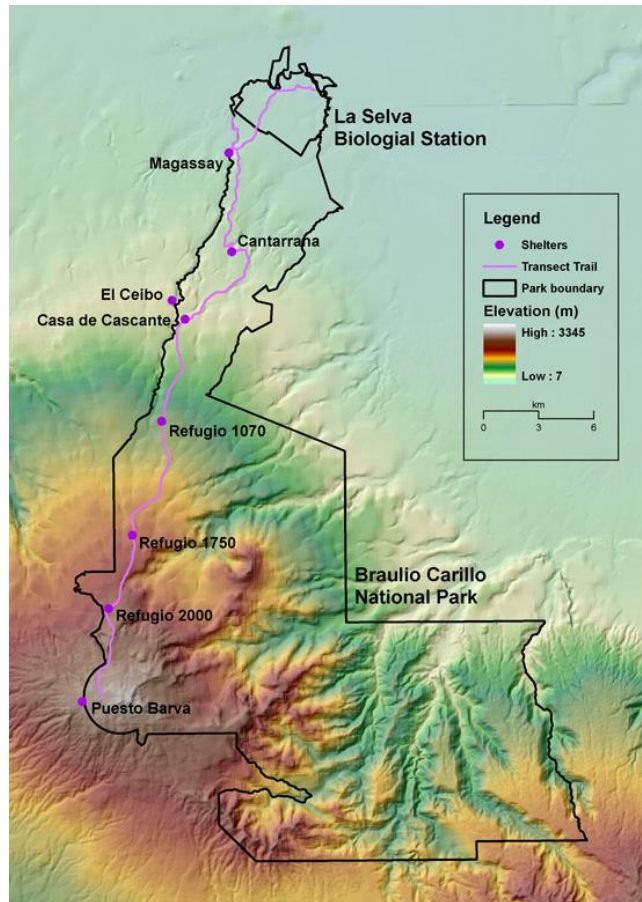 La Selva
Biologial Station
Magassay
Cantarrana
El Ceibo
Casa de Cascante
Refugio 1070
Refugio 1750
Refugio 2000
Puesto Barva
Braulio Carillo
National Park
Legend
Shelters
Transect Trail
Park boundary
Elevation (m)
High : 3345
Low : 7
km
0 3 6